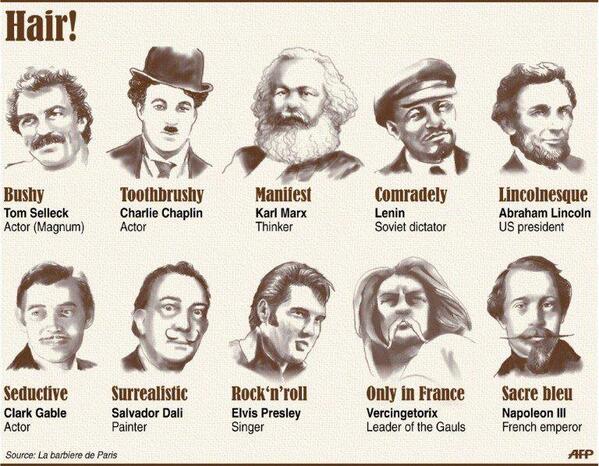 Hair!
Bushy
Tom Selleck
Actor (Magnum)
Toothbrushy
Charlie Chaplin
Actor
Manifest
Karl Marx
Thinker
Comradely
Lenin
Soviet dictator
Lincolnesque
Abraham Lincoln
US president
Seductive
Clark Gable
Actor
Surrealistic
Salvador Dali
Painter
Rock'n'roll
Elvis Presley
Singer
Only in France
Vercingetorix
Leader of the Gauls
Sacre bleu
Napoleon III
French emperor
Source: La barbiere de Paris
AFP